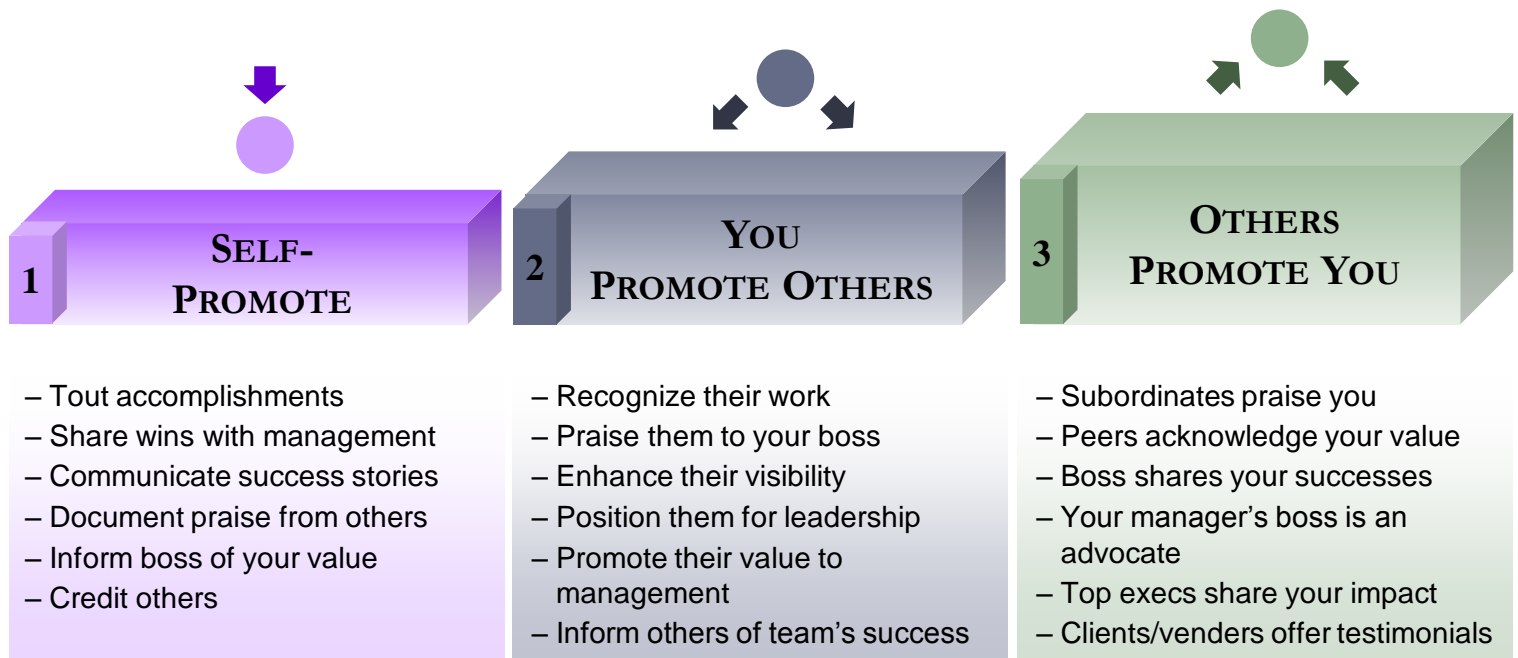 1
SELF-
PROMOTE
– Tout accomplishments
– Share wins with management
– Communicate success stories
– Document praise from others
– Inform boss of your value
– Credit others
2
YOU
PROMOTE OTHERS
– Recognize their work
– Praise them to your boss
– Enhance their visibility
– Position them for leadership
– Promote their value to
management
– Inform others of team’s success
3
OTHERS
PROMOTE YOU
– Subordinates praise you
– Peers acknowledge your value
– Boss shares your successes
– Your manager’s boss is an
advocate
– Top execs share your impact
– Clients/venders offer testimonials